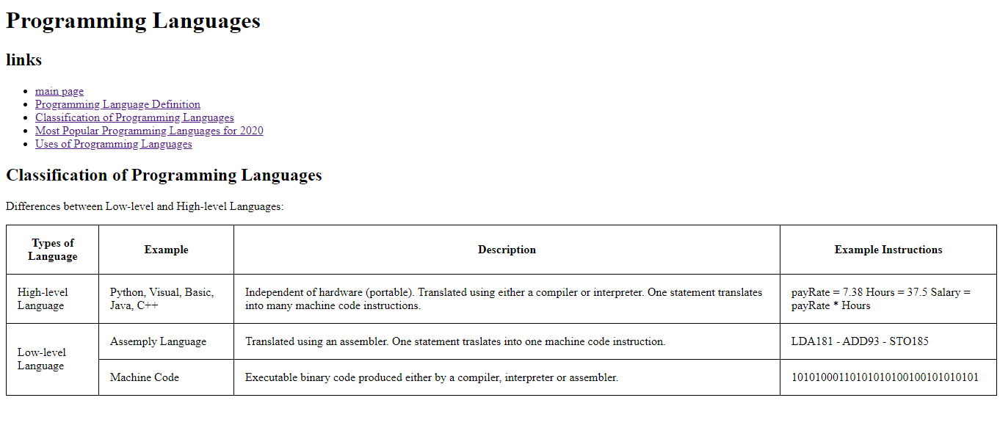 Programming Languages
links
main page
Programming Language Definition
Classification of Programming Languages
Most Popular Programming Languages for 2020
Uses of Programming Languages
Classification of Programming Languages
Differences between Low-level and High-level Languages:
Types of
Language
Example
Description
Example Instructions
High-level
Language
Python, Visual, Basic,
Java, C++
Independent of hardware (portable). Translated using either a compiler or interpreter. One statement translates
into many machine code instructions.
payRate = 7.38 Hours = 37.5 Salary =
payRate * Hours
Low-level
Language
Assemply Language
Translated using an assembler. One statement traslates into one machine code instruction.
LDA181 - ADD93 - STO185
Machine Code
Executable binary code produced either by a compiler, interpreter or assembler.
10101000110101010100100101010101